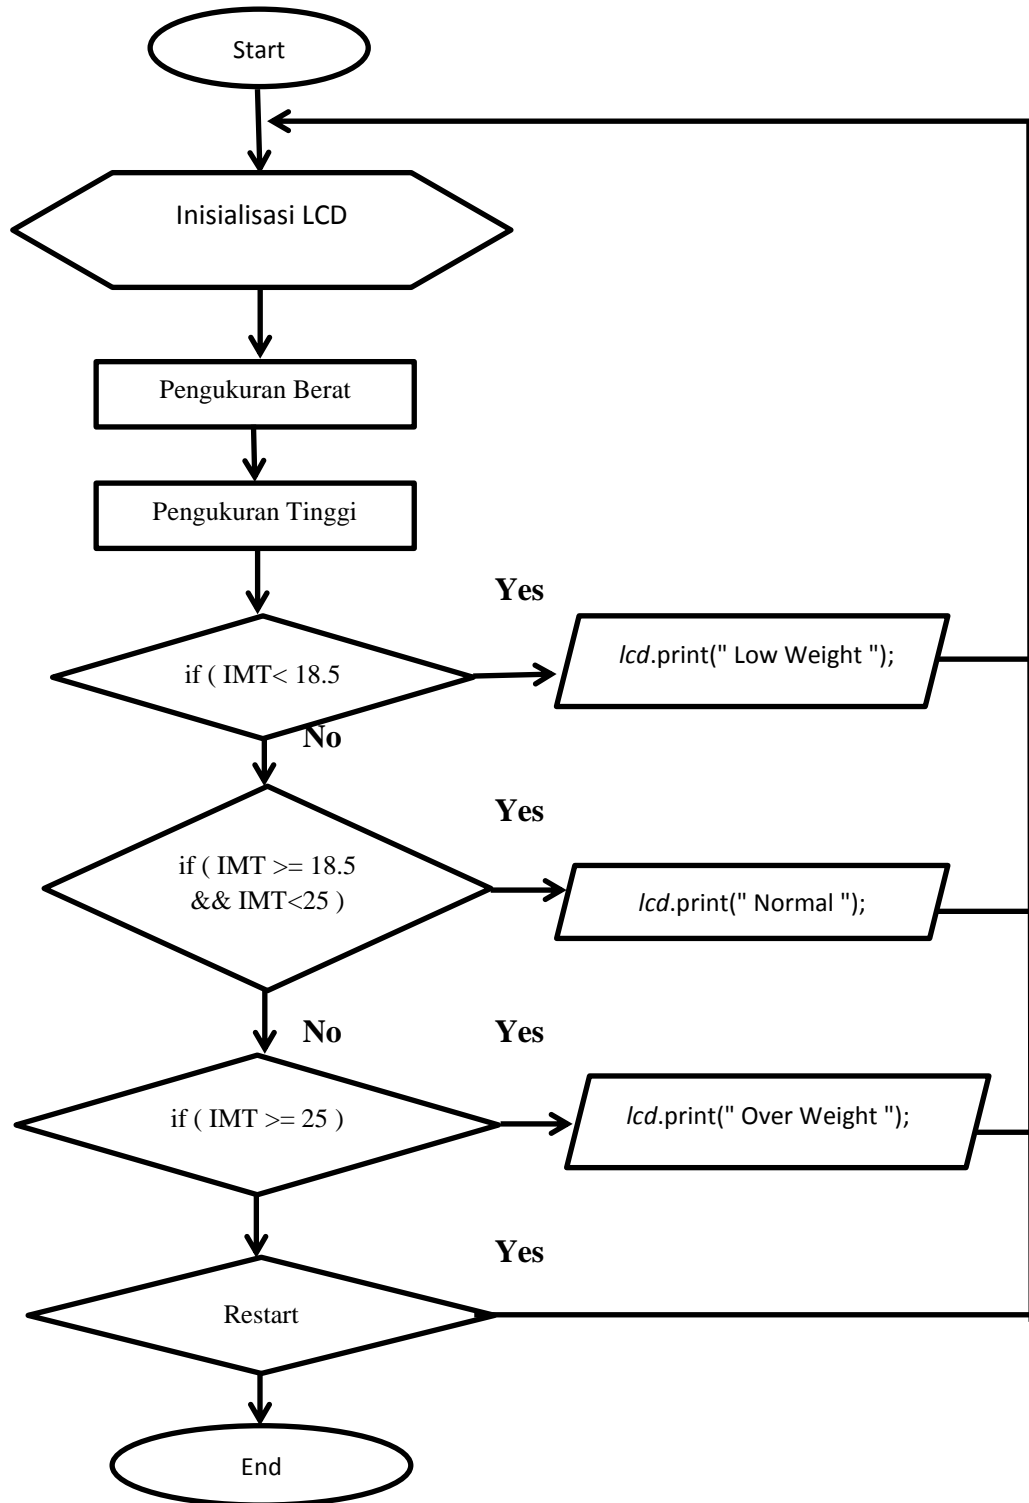 Start
Inisialisasi LCD
Pengukuran Berat
Pengukuran Tinggi
Yes
if ( IMT< 18.5
lcd.print(" Low Weight ");
No
Yes
if ( IMT >= 18.5
&& IMT<25 )
lcd.print(" Normal ");
No
Yes
if ( IMT >= 25 )
lcd.print(" Over Weight ");
Yes
Restart
End